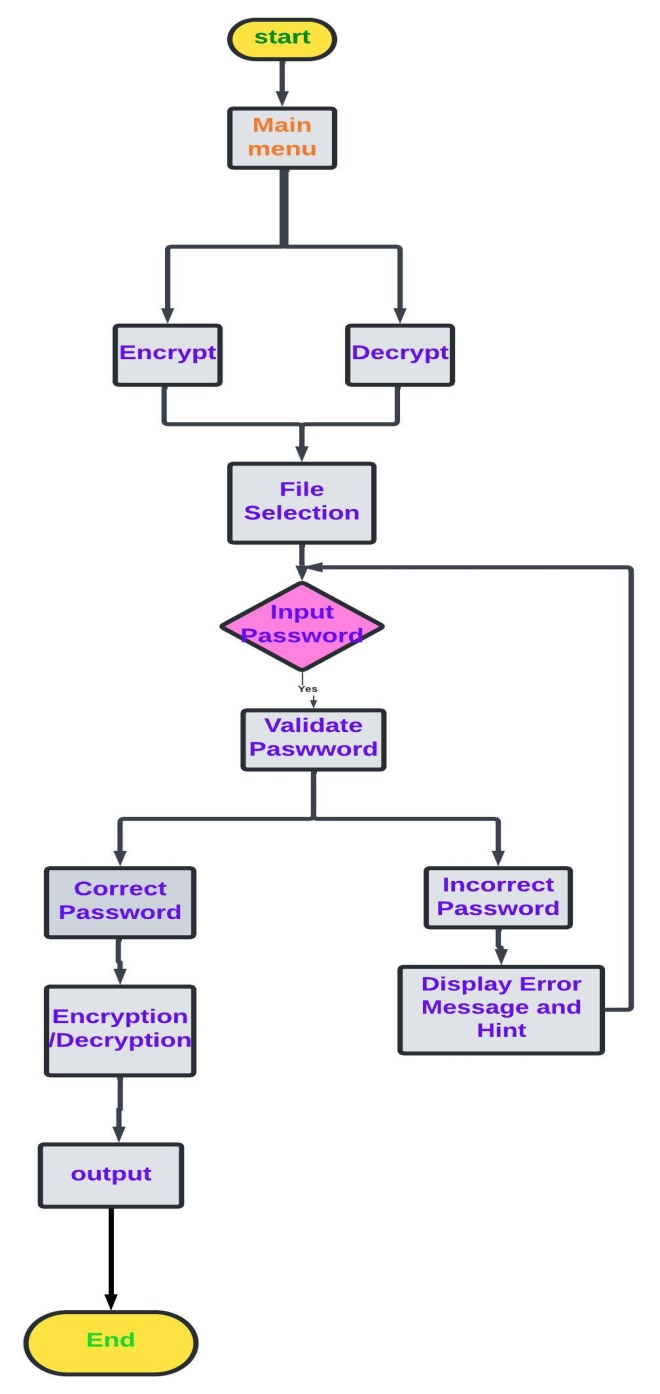 start
Main
menu
Encrypt
Decrypt
File
Selection
Input
Password
Yes
Validate
Paswword
Correct
Password
Incorrect
Password
Encryption
/Decryption
Display Error
Message and
Hint
output
End